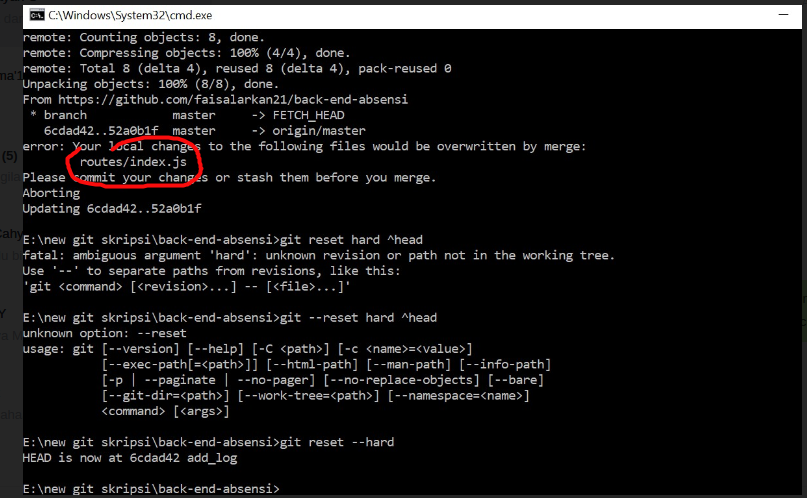 C:\Windows\System32\cmd.exe
remote: Counting objects: 8, done.
remote: Compressing objects: 100% (4/4), done.
remote: Total 8 (delta 4), reused 8 (delta 4), pack-reused 0
Unpacking objects: 100% (8/8), done.
From https://github.com/faisalarkan21/back-end-absensi
 * branch            master     -> FETCH_HEAD
   6cdad42..52a0b1f  master     -> origin/master
error: Your local changes to the following files would be overwritten by merge:
        routes/index.js
Please commit your changes or stash them before you merge.
Aborting
Updating 6cdad42..52a0b1f
E:\new git skripsi\back-end-absensi>git reset hard ^head
fatal: ambiguous argument 'hard': unknown revision or path not in the working tree.
Use '--' to separate paths from revisions, like this:
'git <command> [<revision>...] -- [<file>...]'
E:\new git skripsi\back-end-absensi>git --reset hard ^head
unknown option: --reset
usage: git [--version] [--help] [-C <path>] [-c <name>=<value>]
           [--exec-path[=<path>]] [--html-path] [--man-path] [--info-path]
           [-p | --paginate | --no-pager] [--no-replace-objects] [--bare]
           [--git-dir=<path>] [--work-tree=<path>] [--namespace=<name>]
           <command> [<args>]
E:\new git skripsi\back-end-absensi>git reset --hard
HEAD is now at 6cdad42 add_log
E:\new git skripsi\back-end-absensi>
(5)